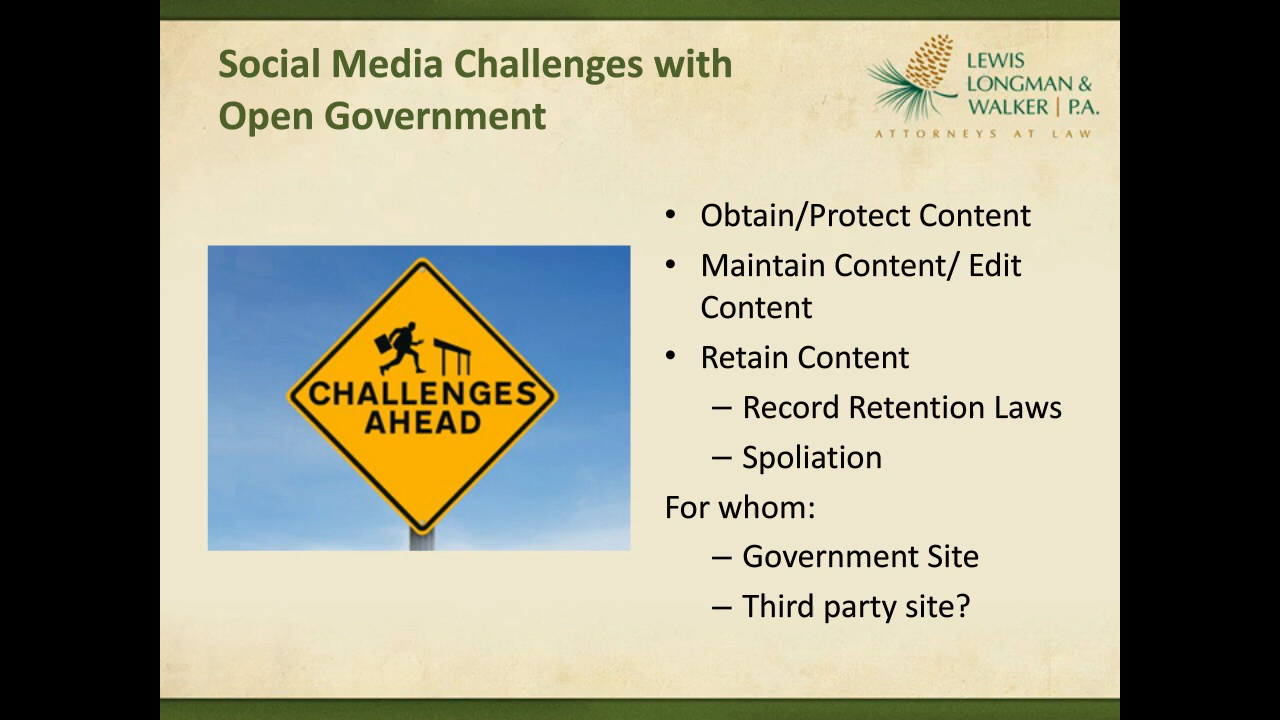 Social Media Challenges with
Open Government
LEWIS
LONGMAN &
WALKER | P.A.
ATTORNEYS AT LAW
CHALLENGES
AHEAD
• Obtain/Protect Content
• Maintain Content/ Edit
Content
• Retain Content
– Record Retention Laws
– Spoliation
For whom:
– Government Site
– Third party site?